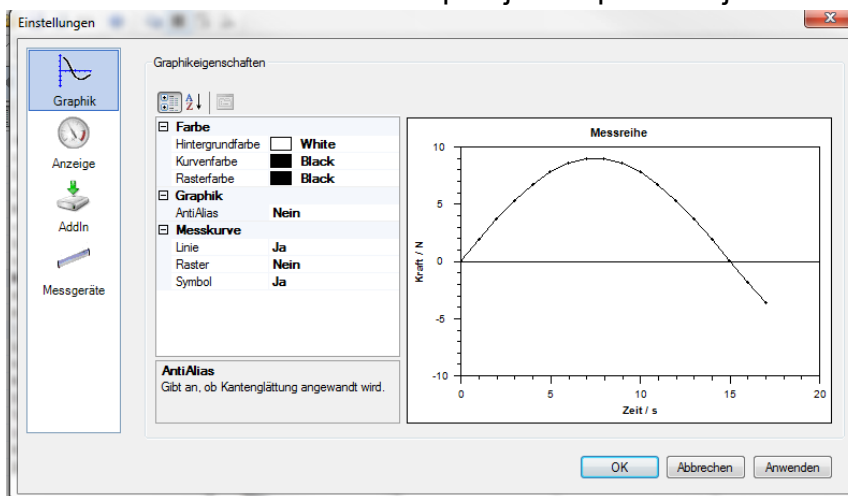 Einstellungen
Graphik
Anzeige
AddIn
Messgeräte
Graphikeigenschaften
A
Z
Farbe
Hintergrundfarbe White
Kurvenfarbe Black
Rasterfarbe Black
Graphik
AntiAlias Nein
Messkurve
Linie Ja
Raster Nein
Symbol Ja
AntiAlias
Gibt an, ob Kantenglättung angewandt wird.
Messreihe
Kraft / N
10
5
0
-5
-10
0 5 10 15 20
Zeit / s
OK Abbrechen Anwenden